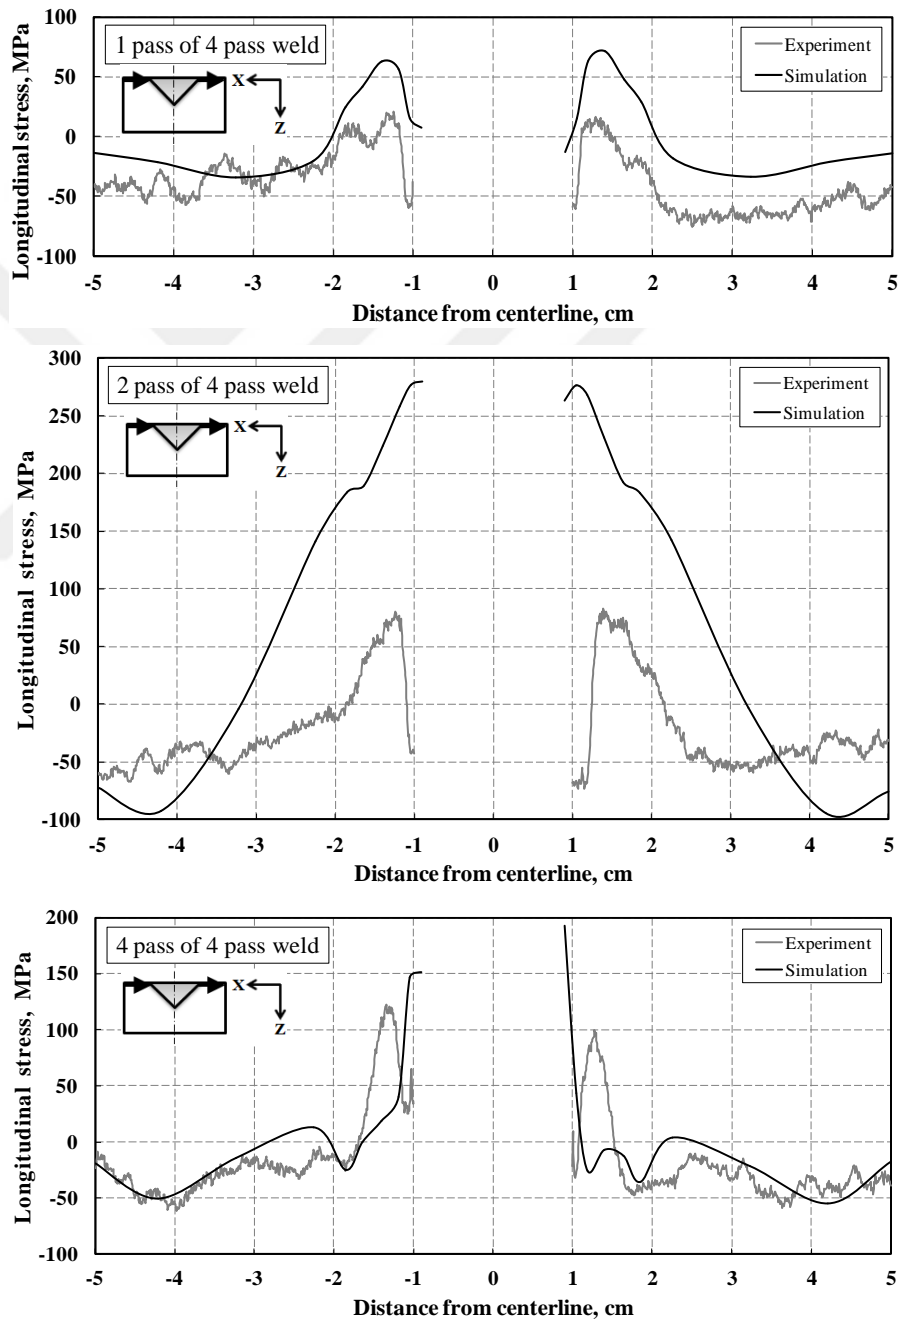 100
50
0
-50
-100
Longitudinal stress, MPa
1 pass of 4 pass weld
X
Z
Experiment
Simulation
-5 -4 -3 -2 -1 0 1 2 3 4 5
Distance from centerline, cm
300
250
200
150
100
50
0
-50
-100
Longitudinal stress, MPa
2 pass of 4 pass weld
X
Z
Experiment
Simulation
-5 -4 -3 -2 -1 0 1 2 3 4 5
Distance from centerline, cm
200
150
100
50
0
-50
-100
Longitudinal stress, MPa
4 pass of 4 pass weld
X
Z
Experiment
Simulation
-5 -4 -3 -2 -1 0 1 2 3 4 5
Distance from centerline, cm